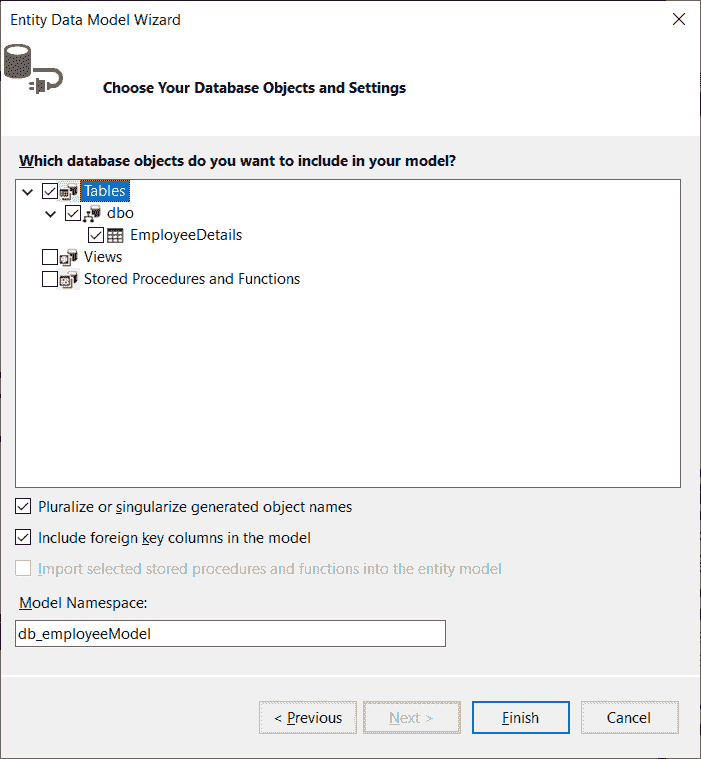 Entity Data Model Wizard
Choose Your Database Objects and Settings
Which database objects do you want to include in your model?
Tables
dbo
EmployeeDetails
Views
Stored Procedures and Functions
Pluralize or singularize generated object names
Include foreign key columns in the model
Import selected stored procedures and functions into the entity model
Model Namespace:
db_employeeModel
< Previous Next > Finish Cancel